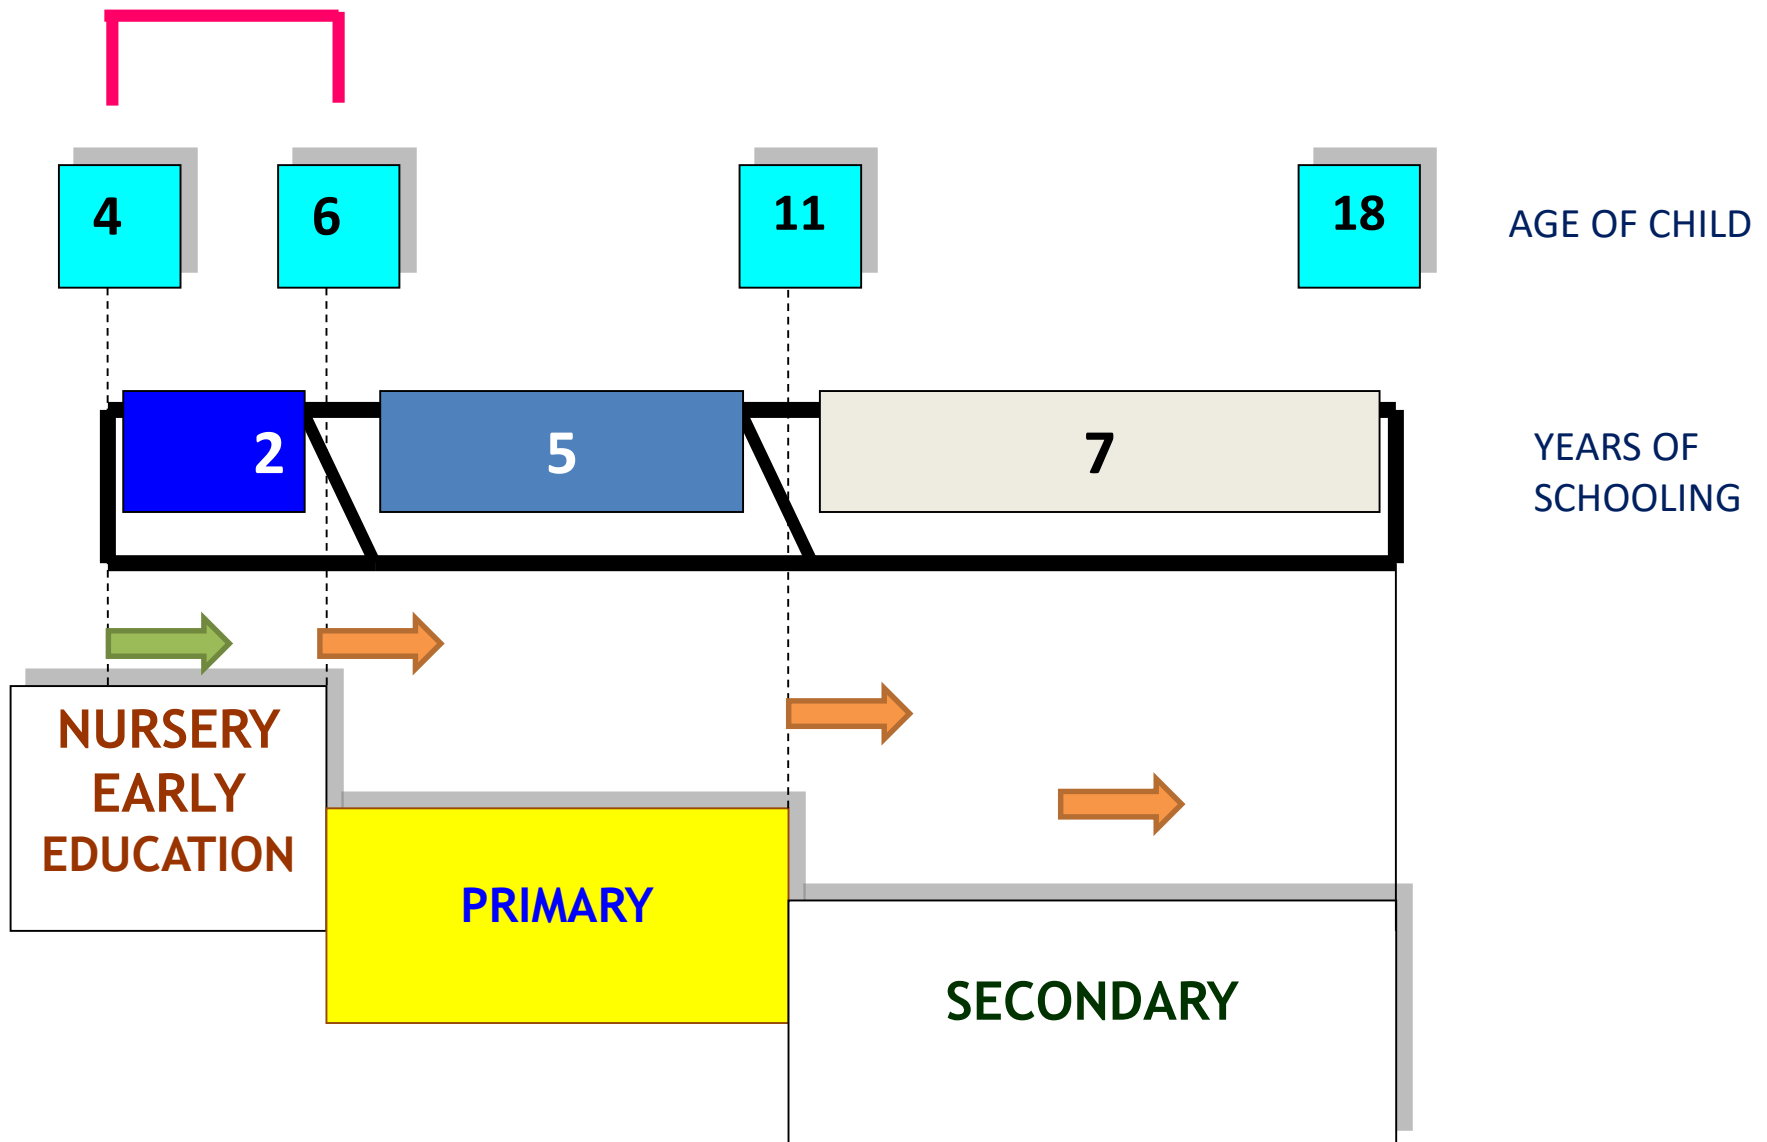 4 6 11 18 AGE OF CHILD
2 5 7 YEARS OF
SCHOOLING
NURSERY
EARLY
EDUCATION
PRIMARY
SECONDARY